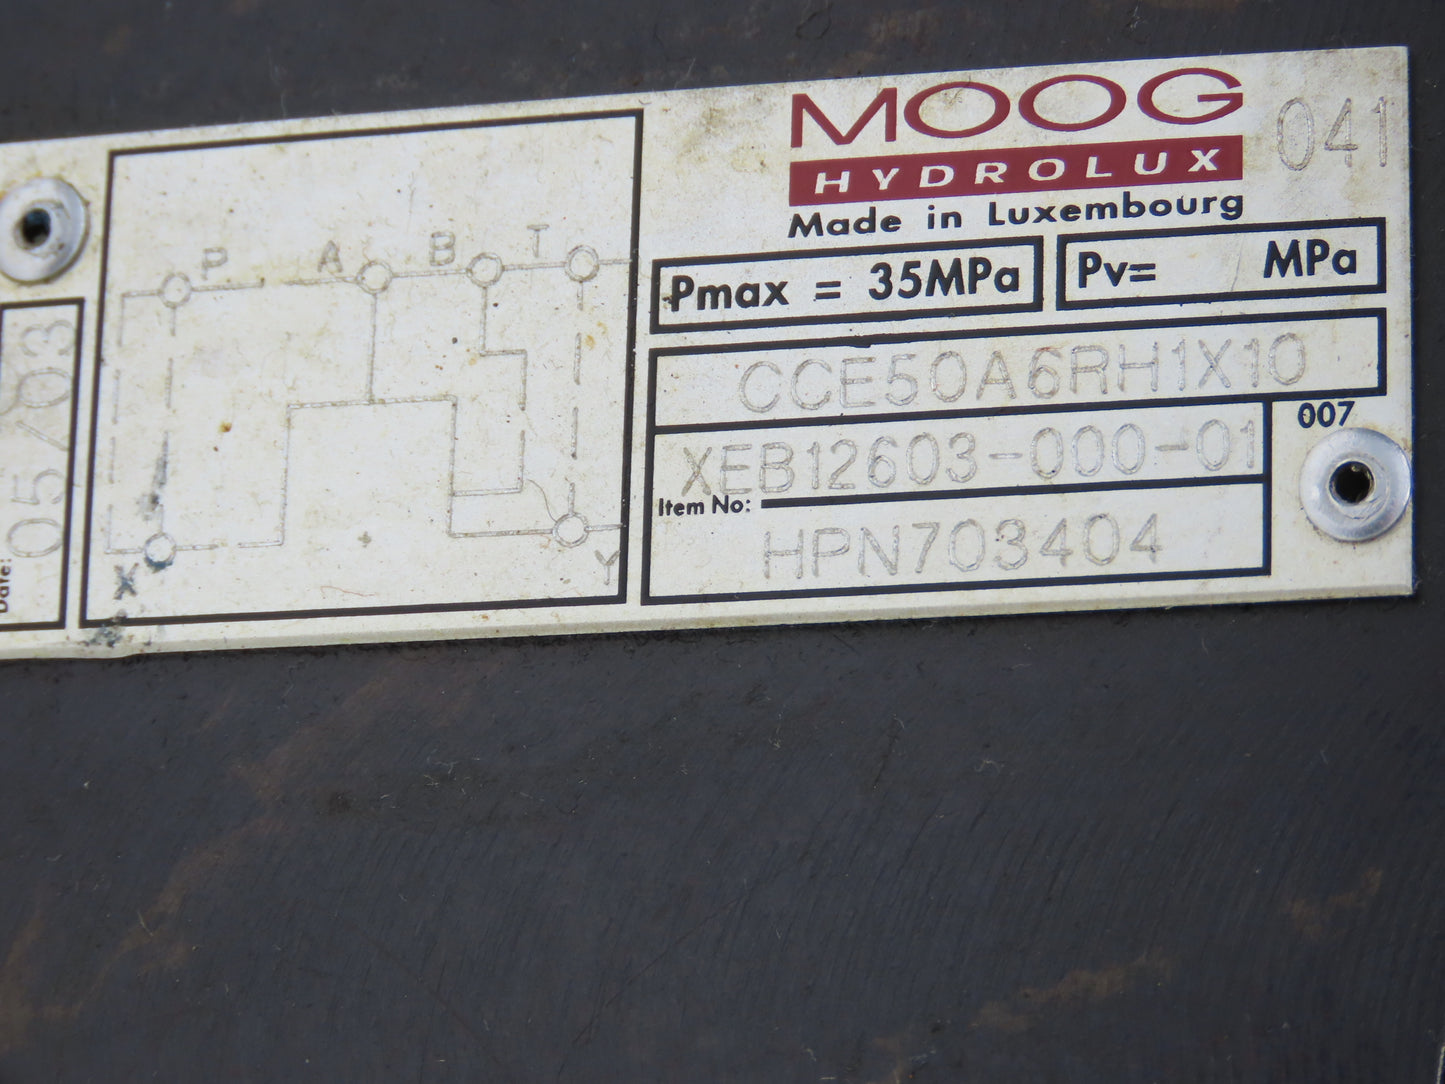 MOOG
HYDROLUX
041
Made in Luxembourg
Pmax = 35MPa
Pv= MPa
CCE50A6RH1X10
007
XEB12603-000-01
Item No:
HPN703404
P A B T
X Y
Date:
05/03